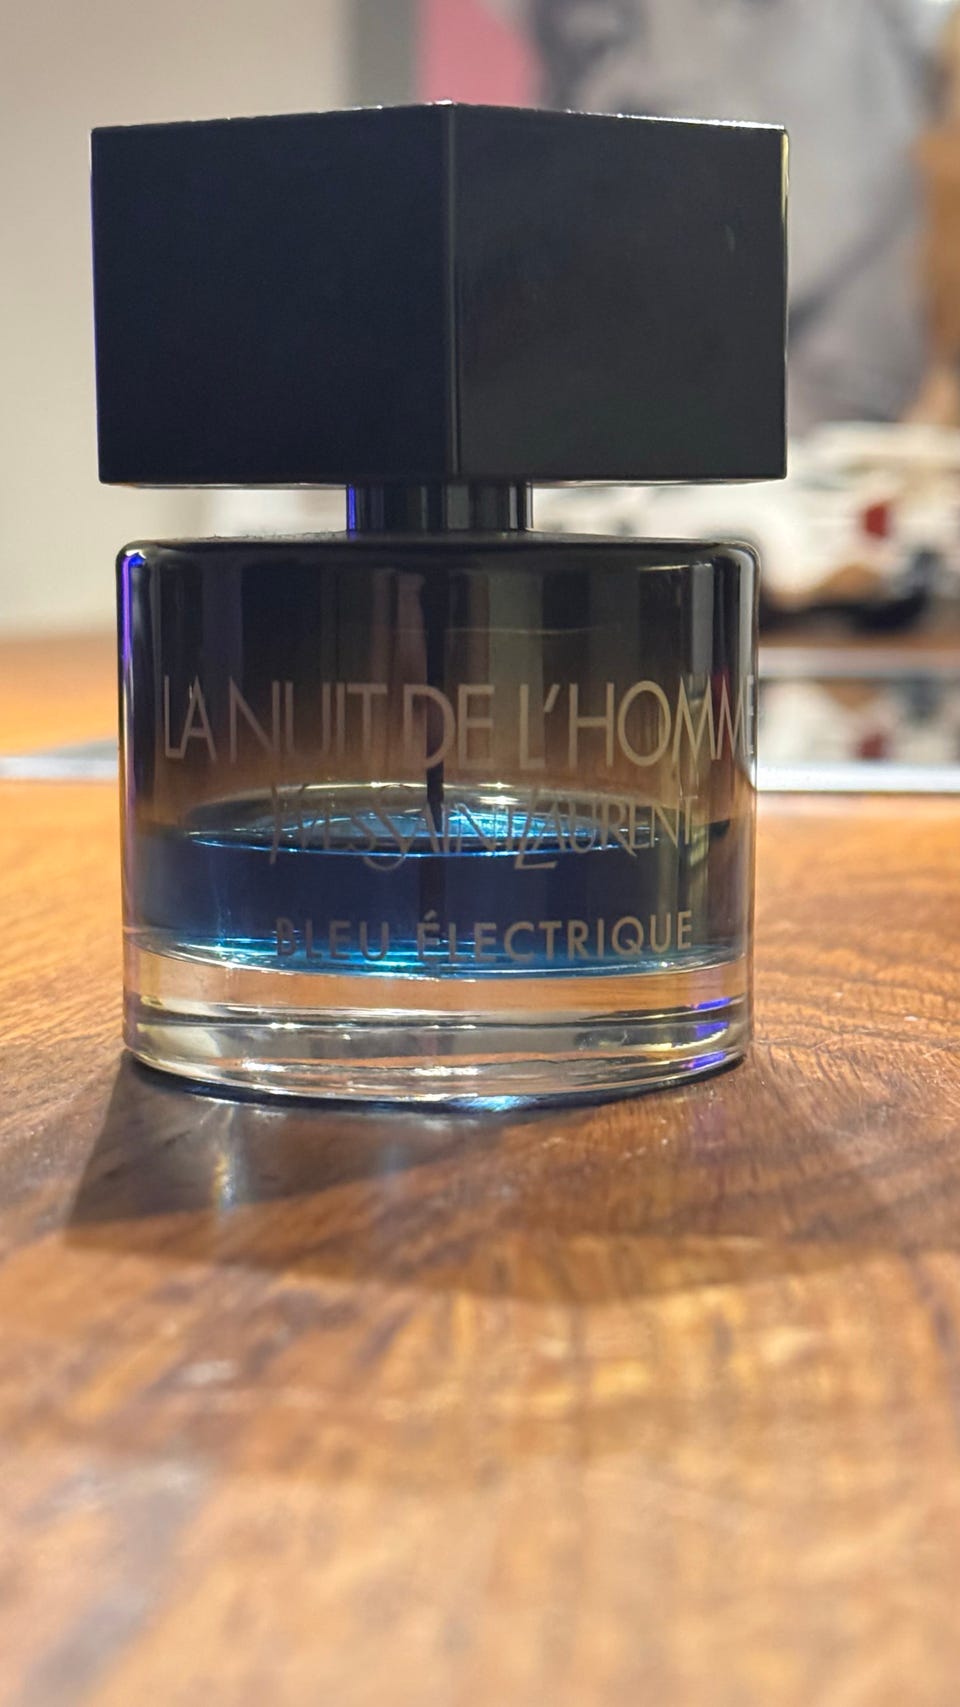 LA NUIT DE L'HOMME
YVES SAINT LAURENT
BLEU ÉLECTRIQUE